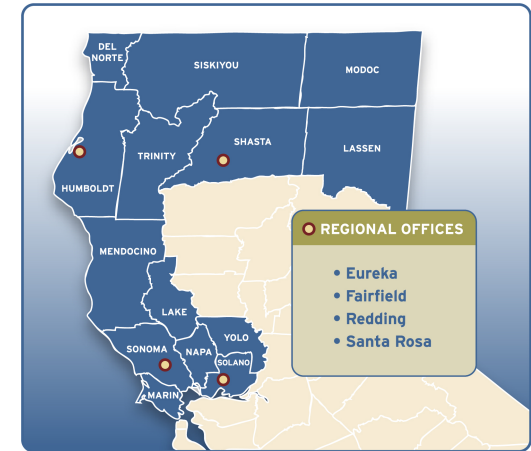 DEL
NORTE
SISKIYOU
MODOC
SHASTA
TRINITY
LASSEN
HUMBOLDT
REGIONAL OFFICES
MENDOCINO
• Eureka
• Fairfield
• Redding
• Santa Rosa
LAKE
YOLO
SONOMA
NAPA
SOLANO
MARIN